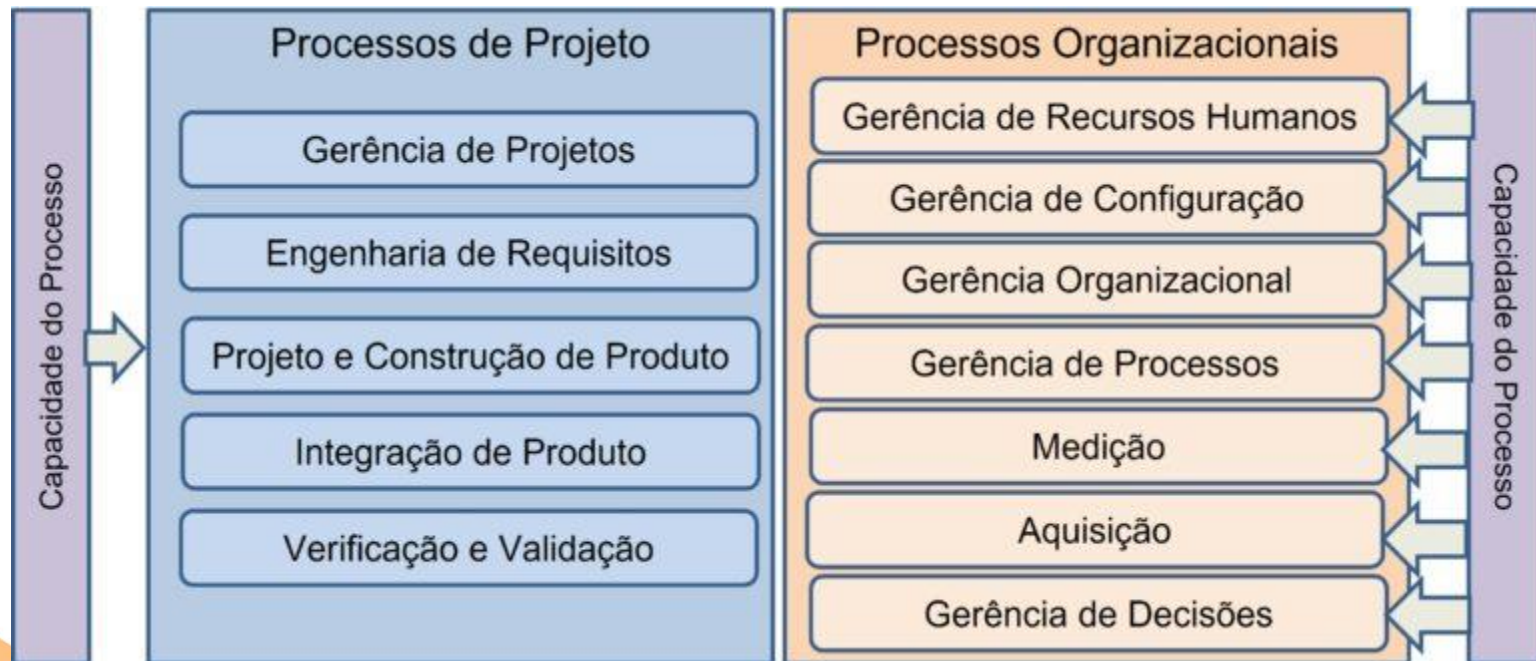 Capacidade do Processo
Processos de Projeto
Gerência de Projetos
Engenharia de Requisitos
Projeto e Construção de Produto
Integração de Produto
Verificação e Validação
Processos Organizacionais
Gerência de Recursos Humanos
Gerência de Configuração
Gerência Organizacional
Gerência de Processos
Medição
Aquisição
Gerência de Decisões
Capacidade do Processo